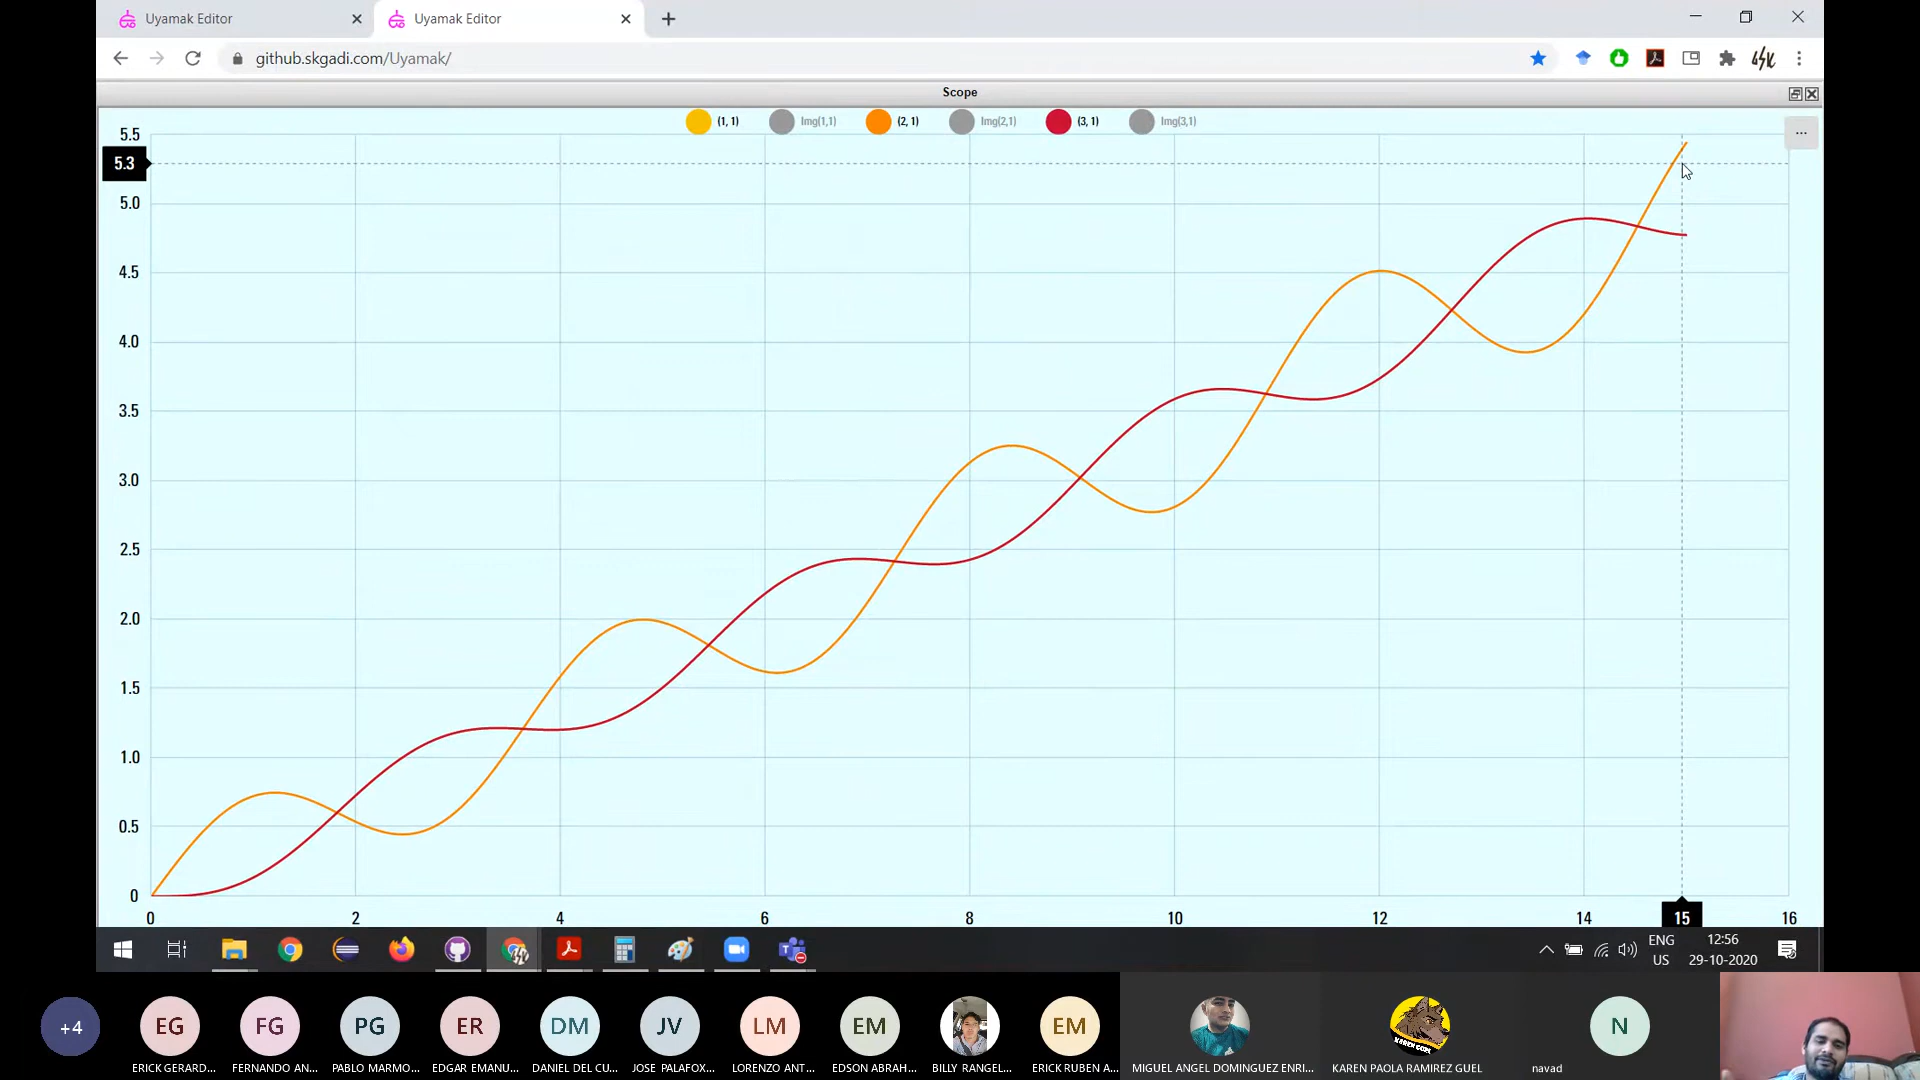 Uyamak Editor
Uyamak Editor
github.skgadi.com/Uyamak/
Scope
(1, 1) Img(1,1) (2, 1) Img(2,1) (3, 1) Img(3,1)
...
5.5
5.3
5.0
4.5
4.0
3.5
3.0
2.5
2.0
1.5
1.0
0.5
0
0 2 4 6 8 10 12 14 15 16
ENG 12:56
US 29-10-2020
+4 EG FG PG ER DM JV LM EM EM N
KAREN GUEL
ERICK GERARD... FERNANDO AN... PABLO MARMO... EDGAR EMANU... DANIEL DEL CU... JOSE PALAFOX... LORENZO ANT... EDSON ABRAH... BILLY RANGEL... ERICK RUBEN A... MIGUEL ANGEL DOMINGUEZ ENRI... KAREN PAOLA RAMIREZ GUEL navad